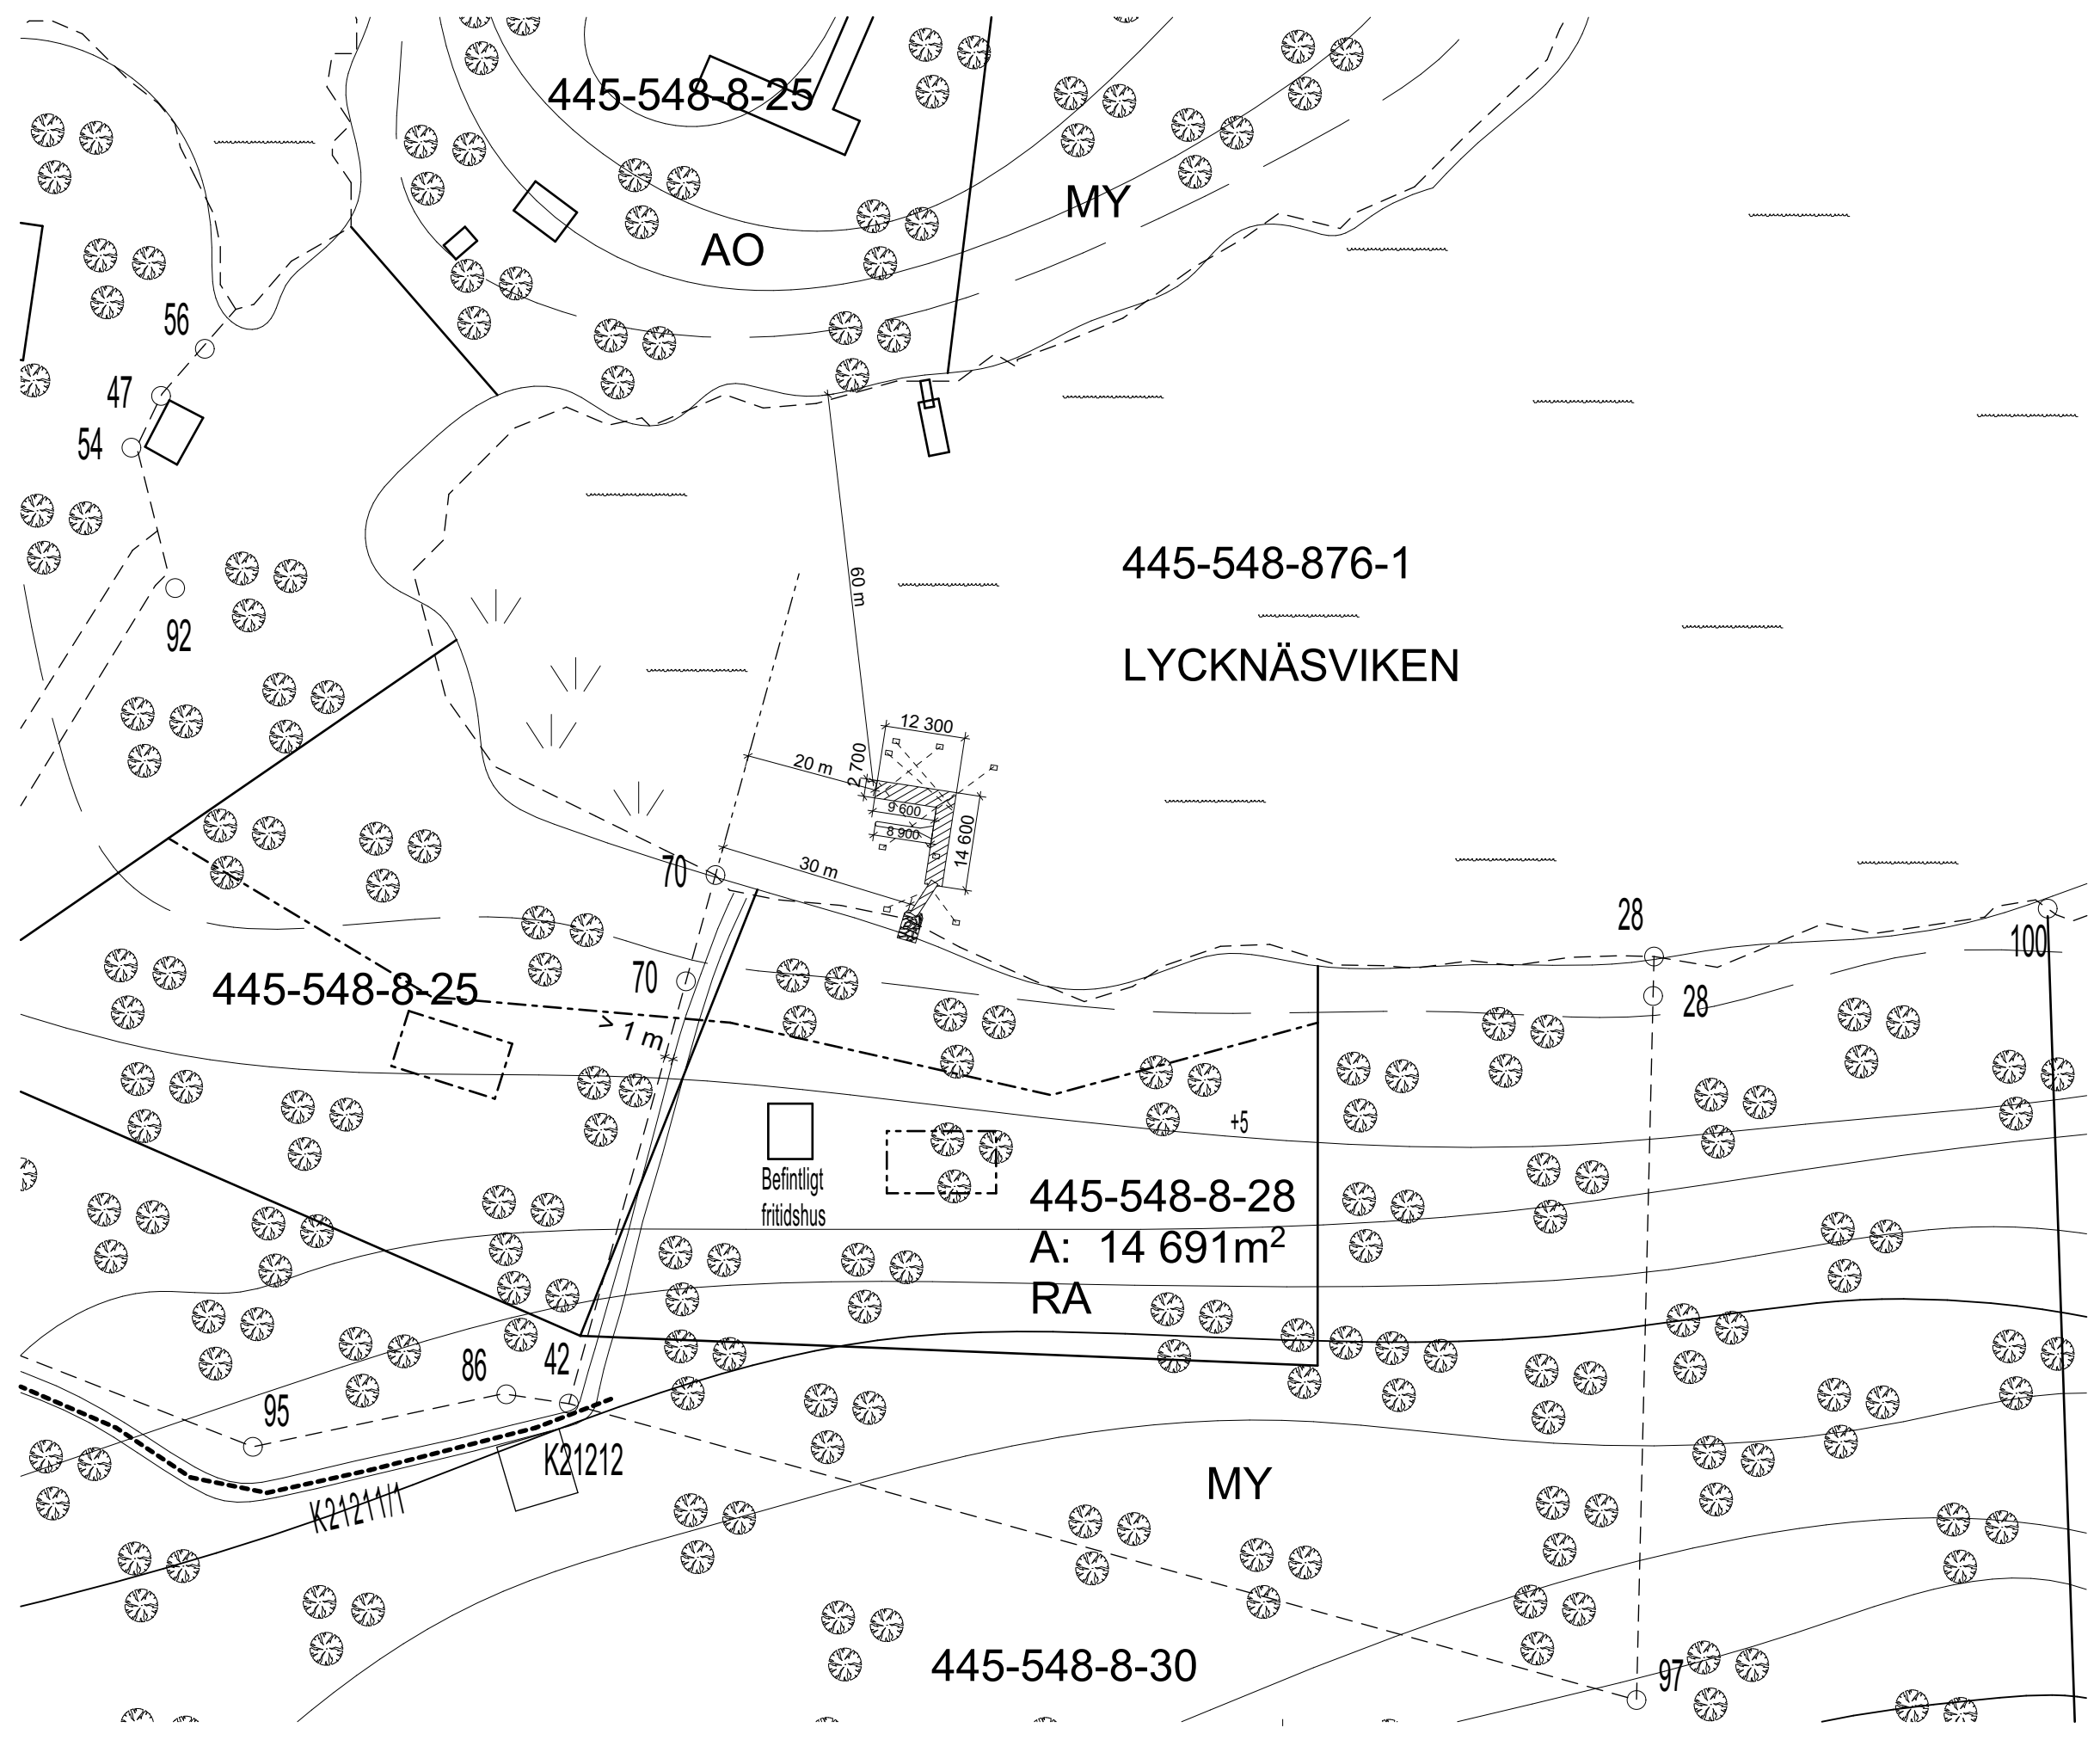 445-548-8-25
MY
AO
56
47
54
92
60 m
445-548-876-1
LYCKNÄSVIKEN
12 300
2 700
20 m
9 600
8 900
14 600
30 m
70
28
100
70
28
445-548-8-25
> 1 m
+5
Befintligt
fritidshus
445-548-8-28
A: 14 691m²
RA
42
86
95
K21212
K21211/1
MY
445-548-8-30
97